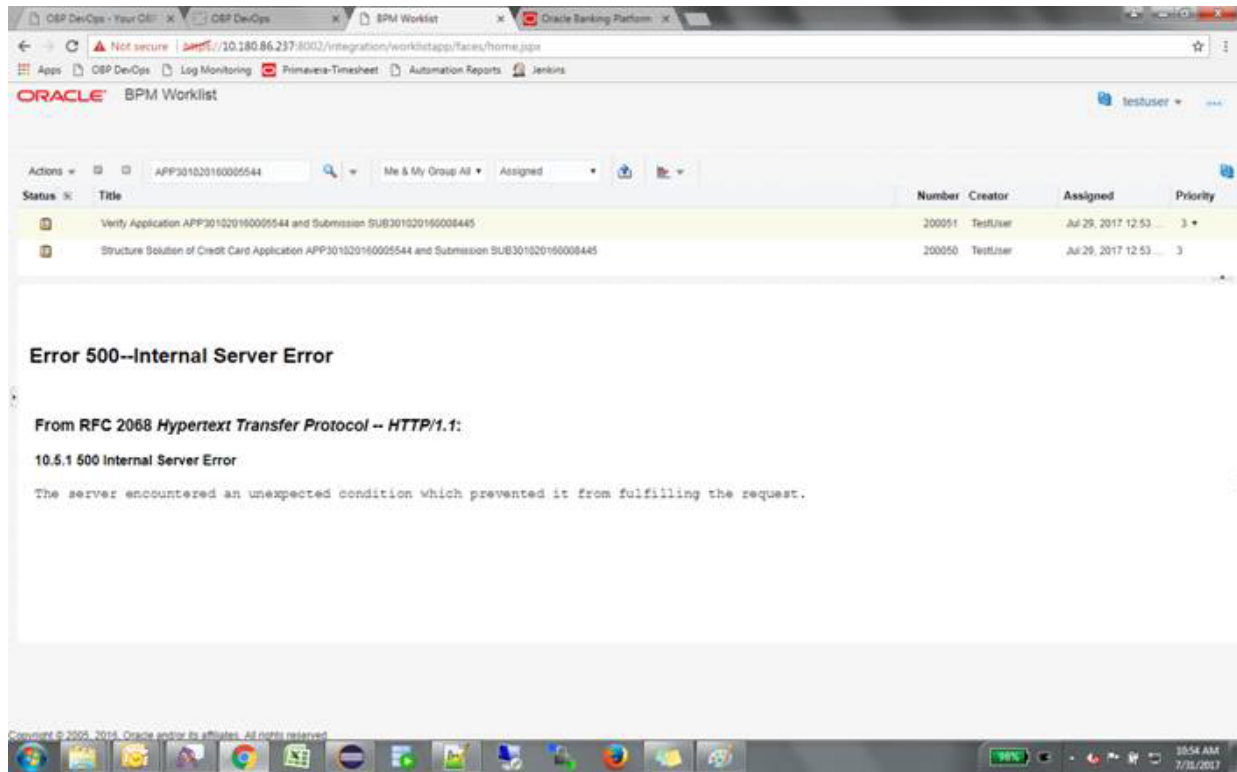 OBP DevOps - Your OBP
OBP DevOps
BPM Worklist
Oracle Banking Platform
Not secure | https://10.180.86.237:8002/integration/worklistapp/faces/home.jspx
Apps OBP DevOps Log Monitoring Primavera-Timesheet Automation Reports Jenkins
ORACLE BPM Worklist
testuser
Actions APP301020160005544 Me & My Group All Assigned
Status Title Number Creator Assigned Priority
Verify Application APP301020160005544 and Submission SUB301020160008445 200051 TestUser Jul 29, 2017 12:53 ... 3
Structure Solution of Credit Card Application APP301020160005544 and Submission SUB301020160008445 200050 TestUser Jul 29, 2017 12:53 ... 3
Error 500--Internal Server Error
From RFC 2068 Hypertext Transfer Protocol -- HTTP/1.1:
10.5.1 500 Internal Server Error
The server encountered an unexpected condition which prevented it from fulfilling the request.
Copyright © 2005, 2016, Oracle and/or its affiliates. All rights reserved
98%
10:54 AM
7/31/2017